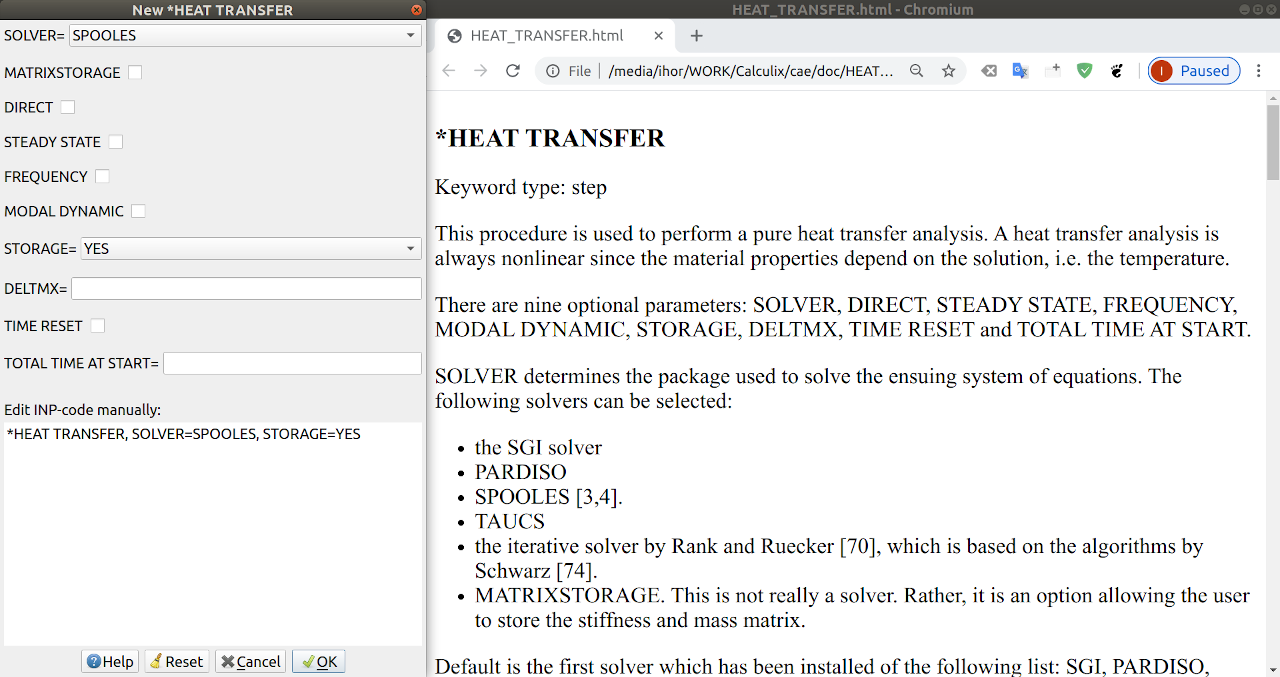 New *HEAT TRANSFER
SOLVER= SPOOLES
MATRIXSTORAGE
DIRECT
STEADY STATE
FREQUENCY
MODAL DYNAMIC
STORAGE= YES
DELTMX=
TIME RESET
TOTAL TIME AT START=
Edit INP-code manually:
*HEAT TRANSFER, SOLVER=SPOOLES, STORAGE=YES
Help Reset Cancel OK
HEAT_TRANSFER.html - Chromium
HEAT_TRANSFER.html
File /media/ihor/WORK/Calculix/cae/doc/HEAT... I Paused
*HEAT TRANSFER
Keyword type: step
This procedure is used to perform a pure heat transfer analysis. A heat transfer analysis is
always nonlinear since the material properties depend on the solution, i.e. the temperature.
There are nine optional parameters: SOLVER, DIRECT, STEADY STATE, FREQUENCY,
MODAL DYNAMIC, STORAGE, DELTMX, TIME RESET and TOTAL TIME AT START.
SOLVER determines the package used to solve the ensuing system of equations. The
following solvers can be selected:
• the SGI solver
• PARDISO
• SPOOLES [3,4].
• TAUCS
• the iterative solver by Rank and Ruecker [70], which is based on the algorithms by
Schwarz [74].
• MATRIXSTORAGE. This is not really a solver. Rather, it is an option allowing the user
to store the stiffness and mass matrix.
Default is the first solver which has been installed of the following list: SGI, PARDISO,